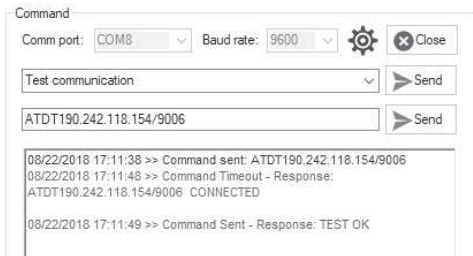 Command
Comm port: COM8 Baud rate: 9600 Close
Test communication Send
ATDT190.242.118.154/9006 Send
08/22/2018 17:11:38 >> Command sent: ATDT190.242.118.154/9006
08/22/2018 17:11:48 >> Command Timeout - Response:
ATDT190.242.118.154/9006 CONNECTED
08/22/2018 17:11:49 >> Command Sent - Response: TEST OK